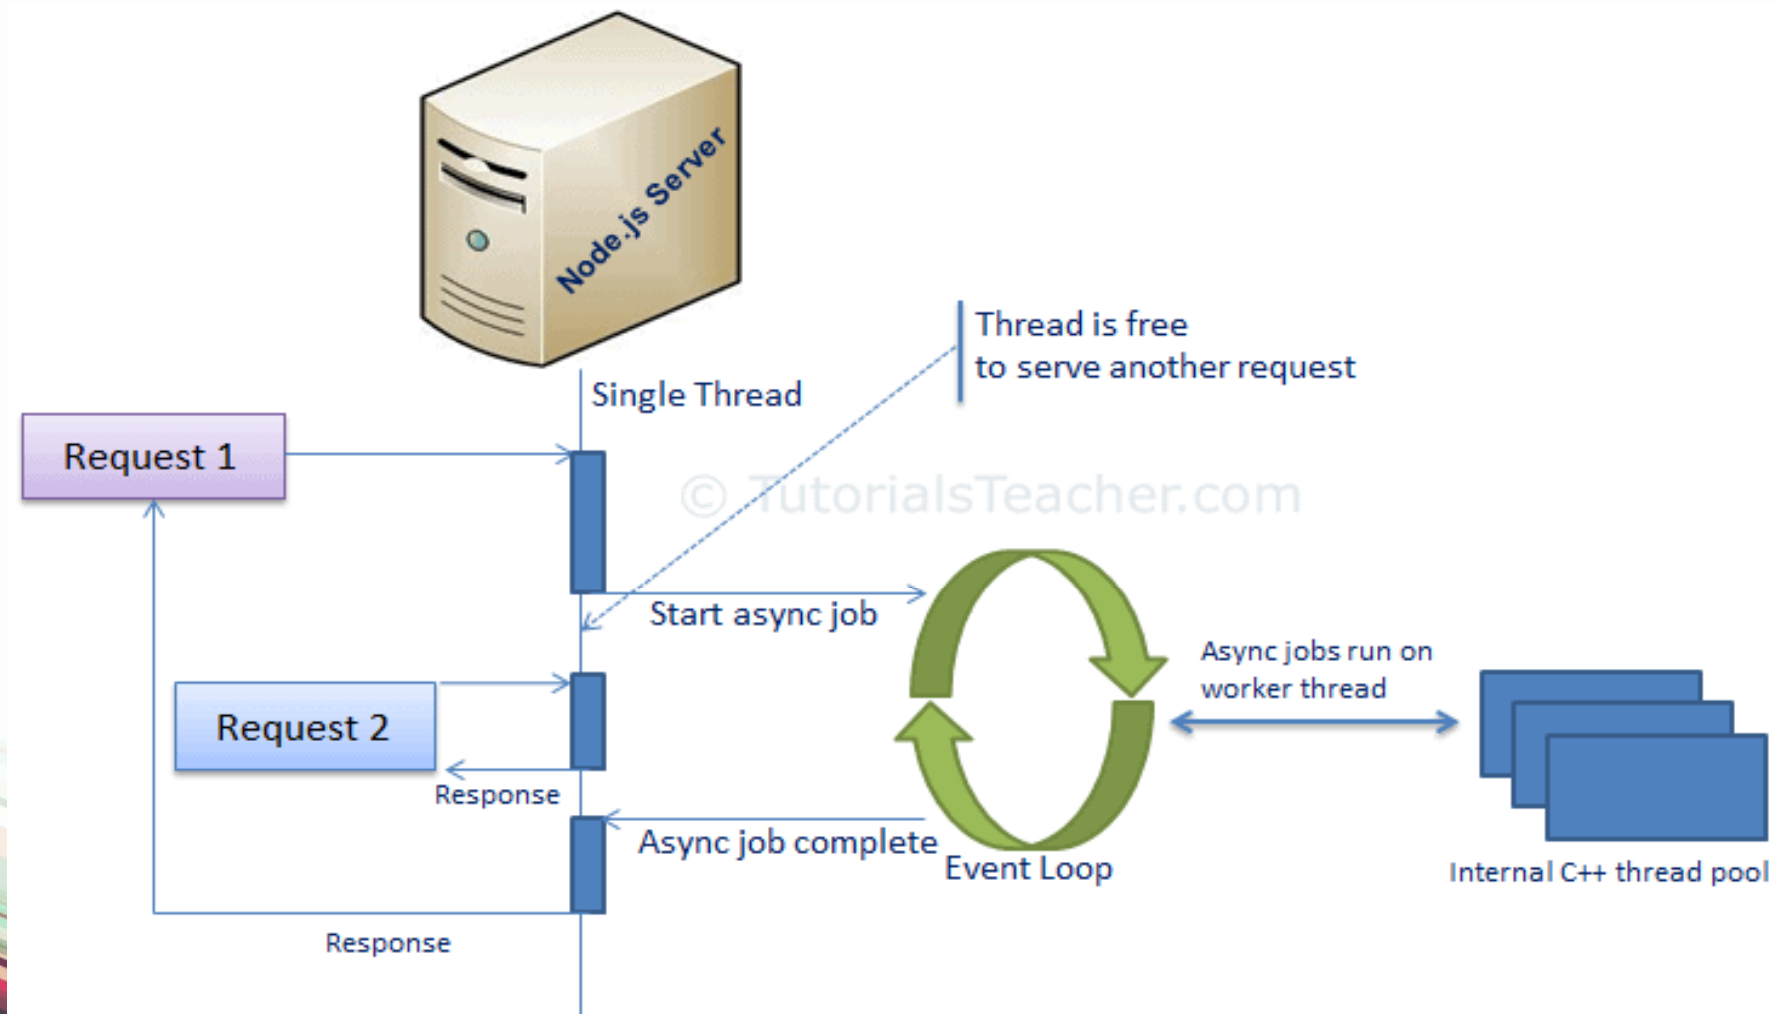 Node.js Server
Single Thread
Thread is free
to serve another request
Request 1
© TutorialsTeacher.com
Start async job
Async jobs run on
worker thread
Request 2
Response
Async job complete
Event Loop
Internal C++ thread pool
Response